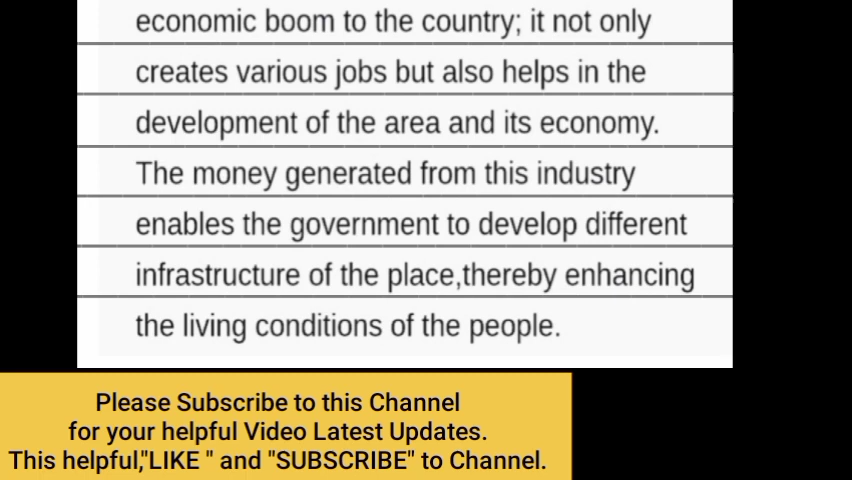 economic boom to the country; it not only
creates various jobs but also helps in the
development of the area and its economy.
The money generated from this industry
enables the government to develop different
infrastructure of the place,thereby enhancing
the living conditions of the people.
Please Subscribe to this Channel
for your helpful Video Latest Updates.
This helpful,"LIKE " and "SUBSCRIBE" to Channel.